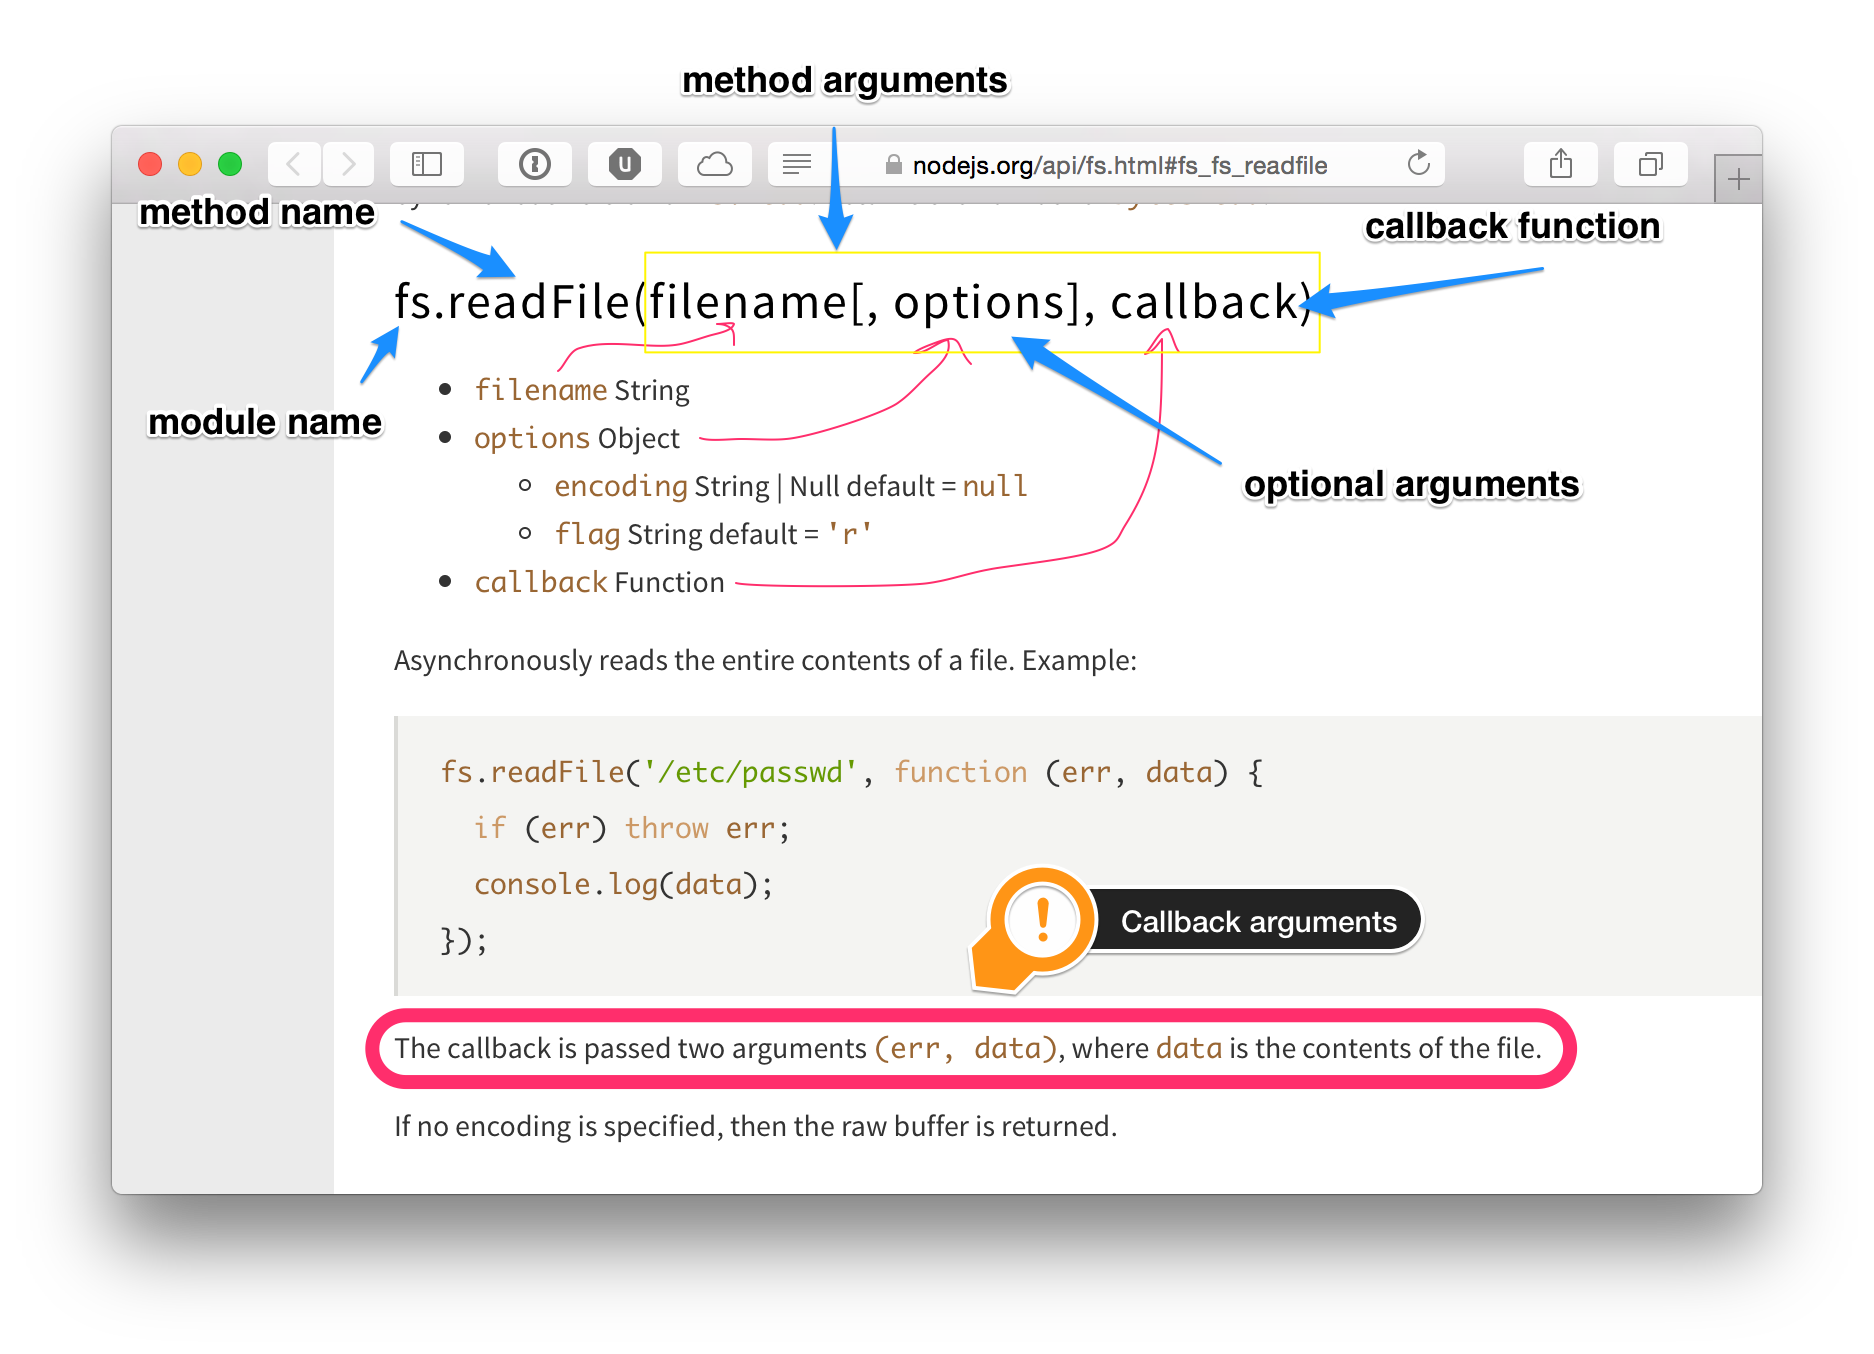 method arguments
nodejs.org/api/fs.html#fs_fs_readfile
method name
callback function
fs.readFile(filename[, options], callback)
module name
filename String
options Object
encoding String | Null default = null
optional arguments
flag String default = 'r'
callback Function
Asynchronously reads the entire contents of a file. Example:
fs.readFile('/etc/passwd', function (err, data) {
if (err) throw err;
console.log(data);
Callback arguments
});
The callback is passed two arguments (err, data), where data is the contents of the file.
If no encoding is specified, then the raw buffer is returned.